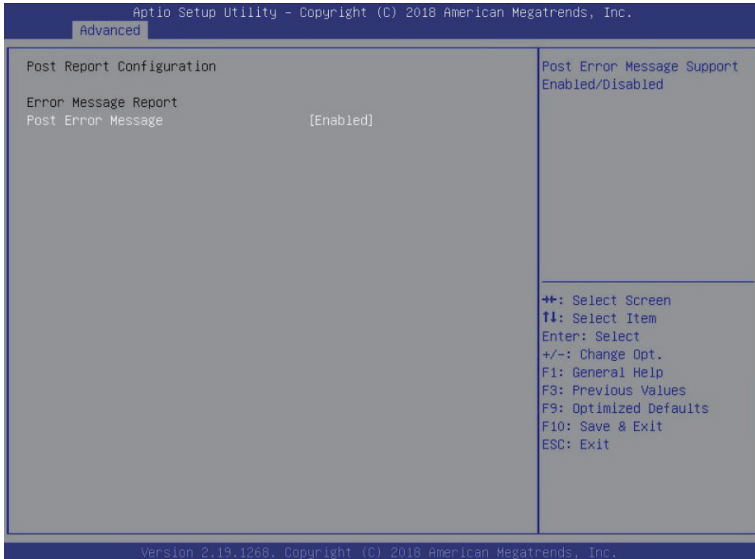 Aptio Setup Utility – Copyright (C) 2018 American Megatrends, Inc.
Advanced
Post Report Configuration
Error Message Report
Post Error Message [Enabled]
Post Error Message Support
Enabled/Disabled
→←: Select Screen
↑↓: Select Item
Enter: Select
+/-: Change Opt.
F1: General Help
F3: Previous Values
F9: Optimized Defaults
F10: Save & Exit
ESC: Exit
Version 2.19.1268. Copyright (C) 2018 American Megatrends, Inc.